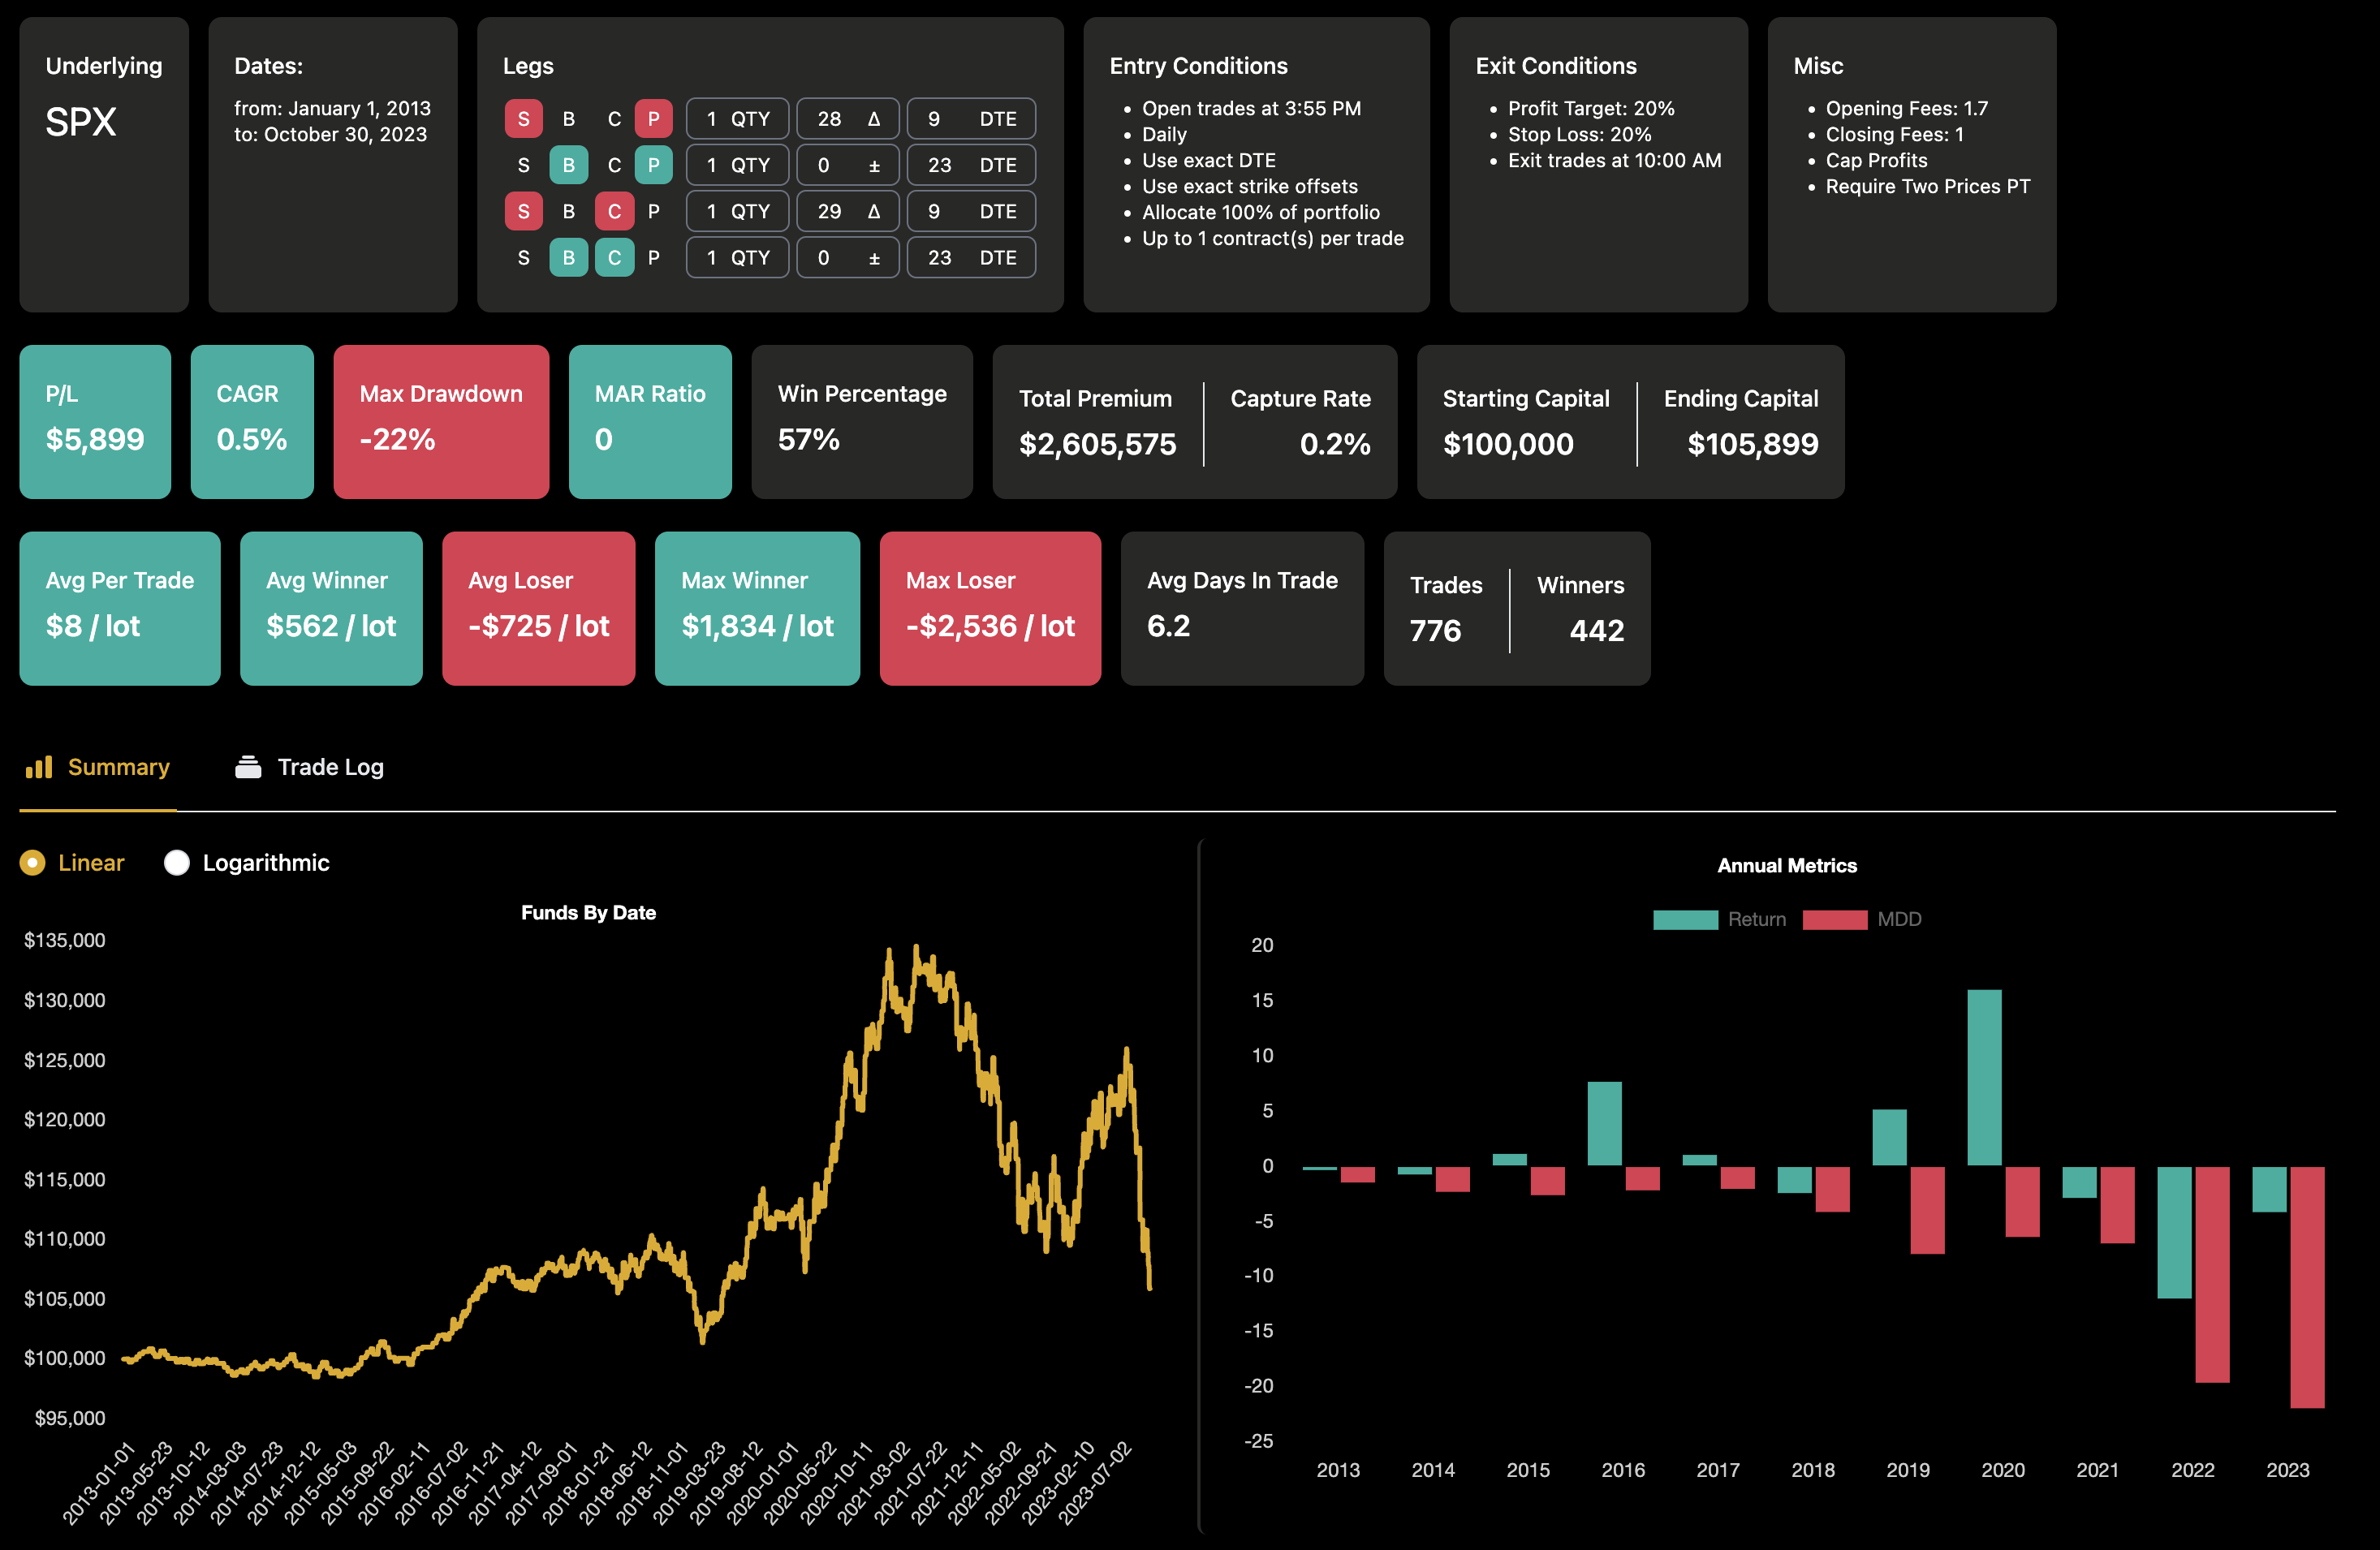 Underlying
SPX
Dates:
from: January 1, 2013
to: October 30, 2023
Legs
S B C P 1 QTY 28 Δ 9 DTE
S B C P 1 QTY 0 ± 23 DTE
S B C P 1 QTY 29 Δ 9 DTE
S B C P 1 QTY 0 ± 23 DTE
Entry Conditions
• Open trades at 3:55 PM
• Daily
• Use exact DTE
• Use exact strike offsets
• Allocate 100% of portfolio
• Up to 1 contract(s) per trade
Exit Conditions
• Profit Target: 20%
• Stop Loss: 20%
• Exit trades at 10:00 AM
Misc
• Opening Fees: 1.7
• Closing Fees: 1
• Cap Profits
• Require Two Prices PT
P/L
$5,899
CAGR
0.5%
Max Drawdown
-22%
MAR Ratio
0
Win Percentage
57%
Total Premium
$2,605,575
Capture Rate
0.2%
Starting Capital
$100,000
Ending Capital
$105,899
Avg Per Trade
$8 / lot
Avg Winner
$562 / lot
Avg Loser
-$725 / lot
Max Winner
$1,834 / lot
Max Loser
-$2,536 / lot
Avg Days In Trade
6.2
Trades
776
Winners
442
Summary
Trade Log
Linear
Logarithmic
Funds By Date
$135,000
$130,000
$125,000
$120,000
$115,000
$110,000
$105,000
$100,000
$95,000
2013-01-01
2013-05-23
2013-10-12
2014-03-03
2014-07-23
2014-12-12
2015-05-03
2015-09-22
2016-02-11
2016-07-02
2016-11-21
2017-04-12
2017-09-01
2018-01-21
2018-06-12
2018-11-01
2019-03-23
2019-08-12
2020-01-01
2020-05-22
2020-10-11
2021-03-02
2021-07-22
2021-12-11
2022-05-02
2022-09-21
2023-02-10
2023-07-02
Annual Metrics
Return
MDD
20
15
10
5
0
-5
-10
-15
-20
-25
2013
2014
2015
2016
2017
2018
2019
2020
2021
2022
2023